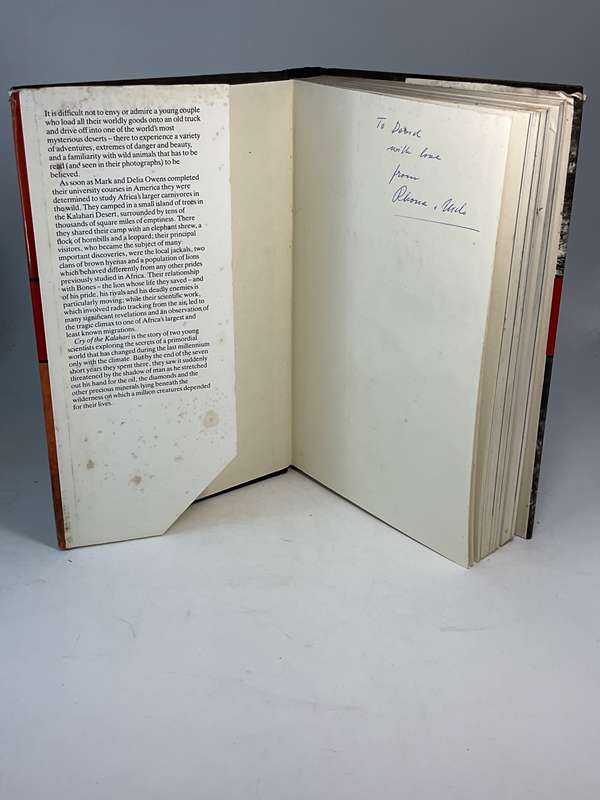 It is difficult not to envy or admire a young couple
who load all their worldly goods onto an old truck
and drive off into one of the world's most
mysterious deserts – there to experience a variety
of adventures, extremes of danger and beauty,
and a familiarity with wild animals that has to be
read (and seen in their photographs) to be
believed.
As soon as Mark and Delia Owens completed
their university courses in America they were
determined to study Africa's larger carnivores in
the wild. They camped in a small island of trees in
the Kalahari Desert, surrounded by tens of
thousands of square miles of emptiness. There
they shared their camp with an elephant shrew, a
flock of hornbills and a leopard; their principal
visitors, who became the subject of many
important discoveries, were the local jackals, two
clans of brown hyenas and a population of lions
which behaved differently from any other prides
previously studied in Africa. Their relationship
with Bones – the lion whose life they saved – and
of his pride, his rivals and his deadly enemies is
particularly moving; while their scientific work,
which involved radio tracking from the air, led to
many significant revelations and an observation of
the tragic climax to one of Africa's largest and
least known migrations.
Cry of the Kalahari is the story of two young
scientists exploring the secrets of a primordial
world that has changed during the last millennium
only with the climate. But by the end of the seven
short years they spent there, they saw it suddenly
threatened by the shadow of man as he stretched
out his hand for the oil, the diamonds and the
other precious minerals lying beneath the
wilderness on which a million creatures depended
for their lives.
To David
with love
from
Rhona +